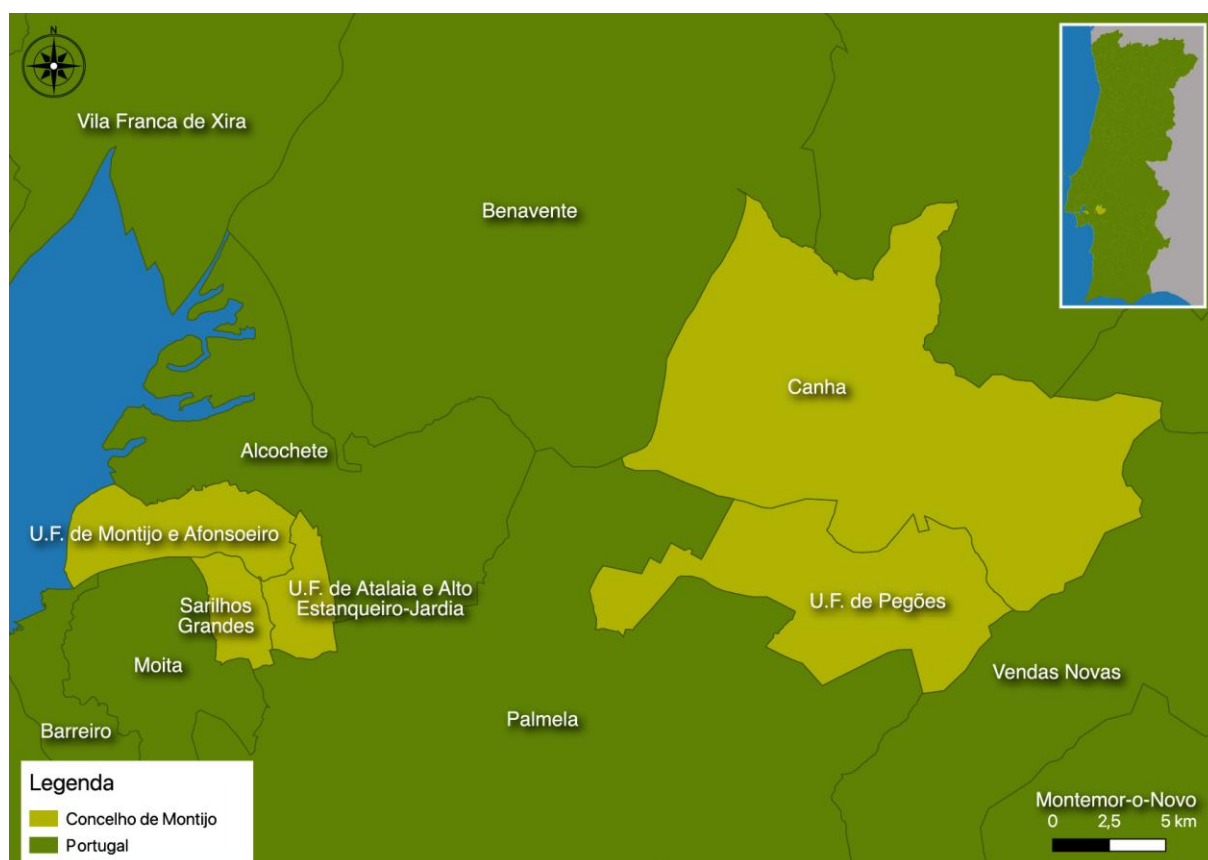 N
Vila Franca de Xira
Benavente
Canha
Alcochete
U.F. de Montijo e Afonsoeiro
U.F. de Atalaia e Alto
Estanqueiro-Jardia
Sarilhos
Grandes
U.F. de Pegões
Moita
Vendas Novas
Palmela
Barreiro
Legenda
Concelho de Montijo
Portugal
Montemor-o-Novo
0 2,5 5 km